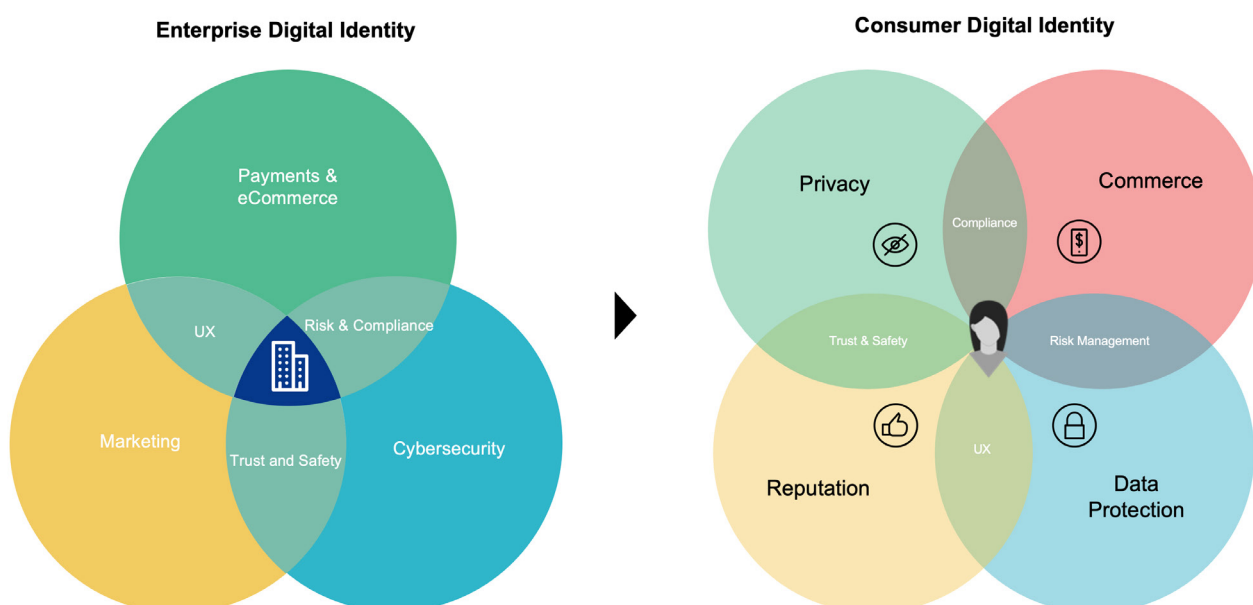 Enterprise Digital Identity
Payments &
eCommerce
UX
Risk & Compliance
Marketing
Trust and Safety
Cybersecurity
Consumer Digital Identity
Privacy
Commerce
Compliance
$
Trust & Safety
Risk Management
UX
Reputation
Data
Protection